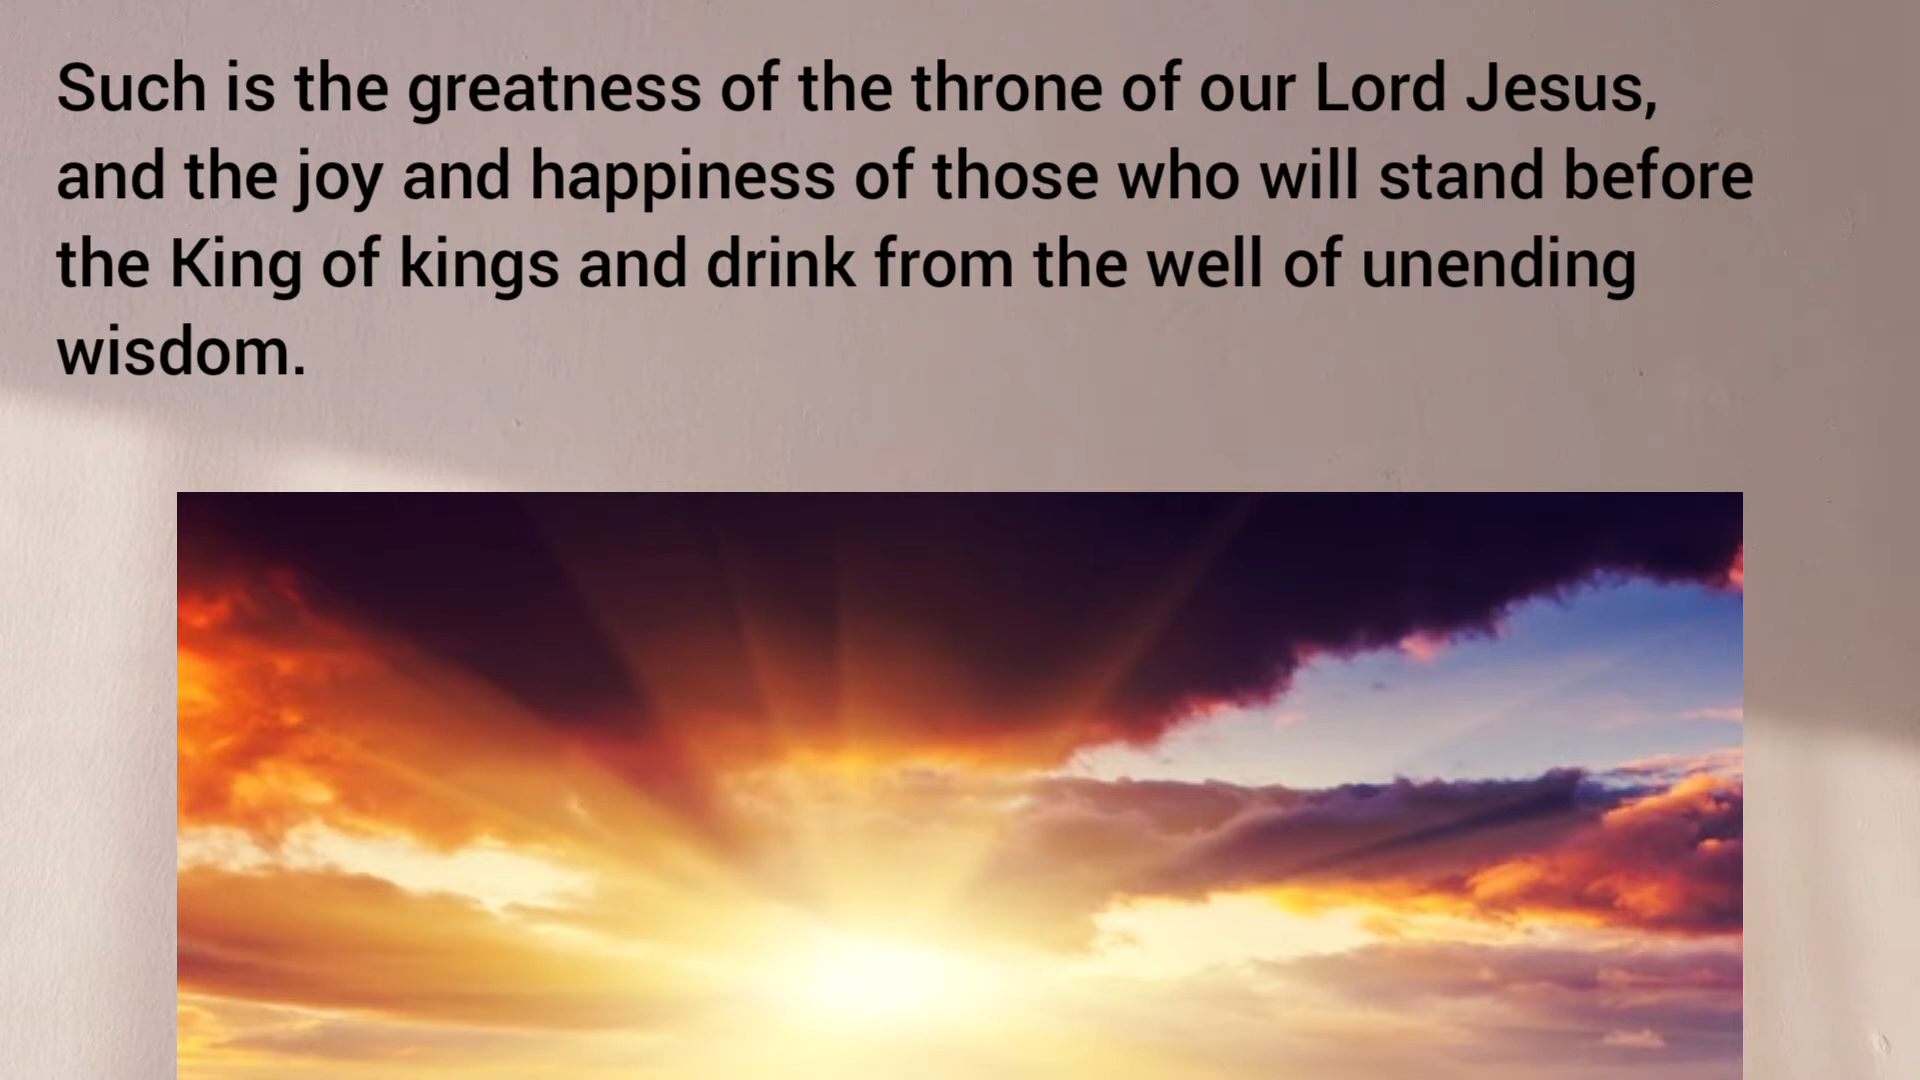 Such is the greatness of the throne of our Lord Jesus,
and the joy and happiness of those who will stand before
the King of kings and drink from the well of unending
wisdom.